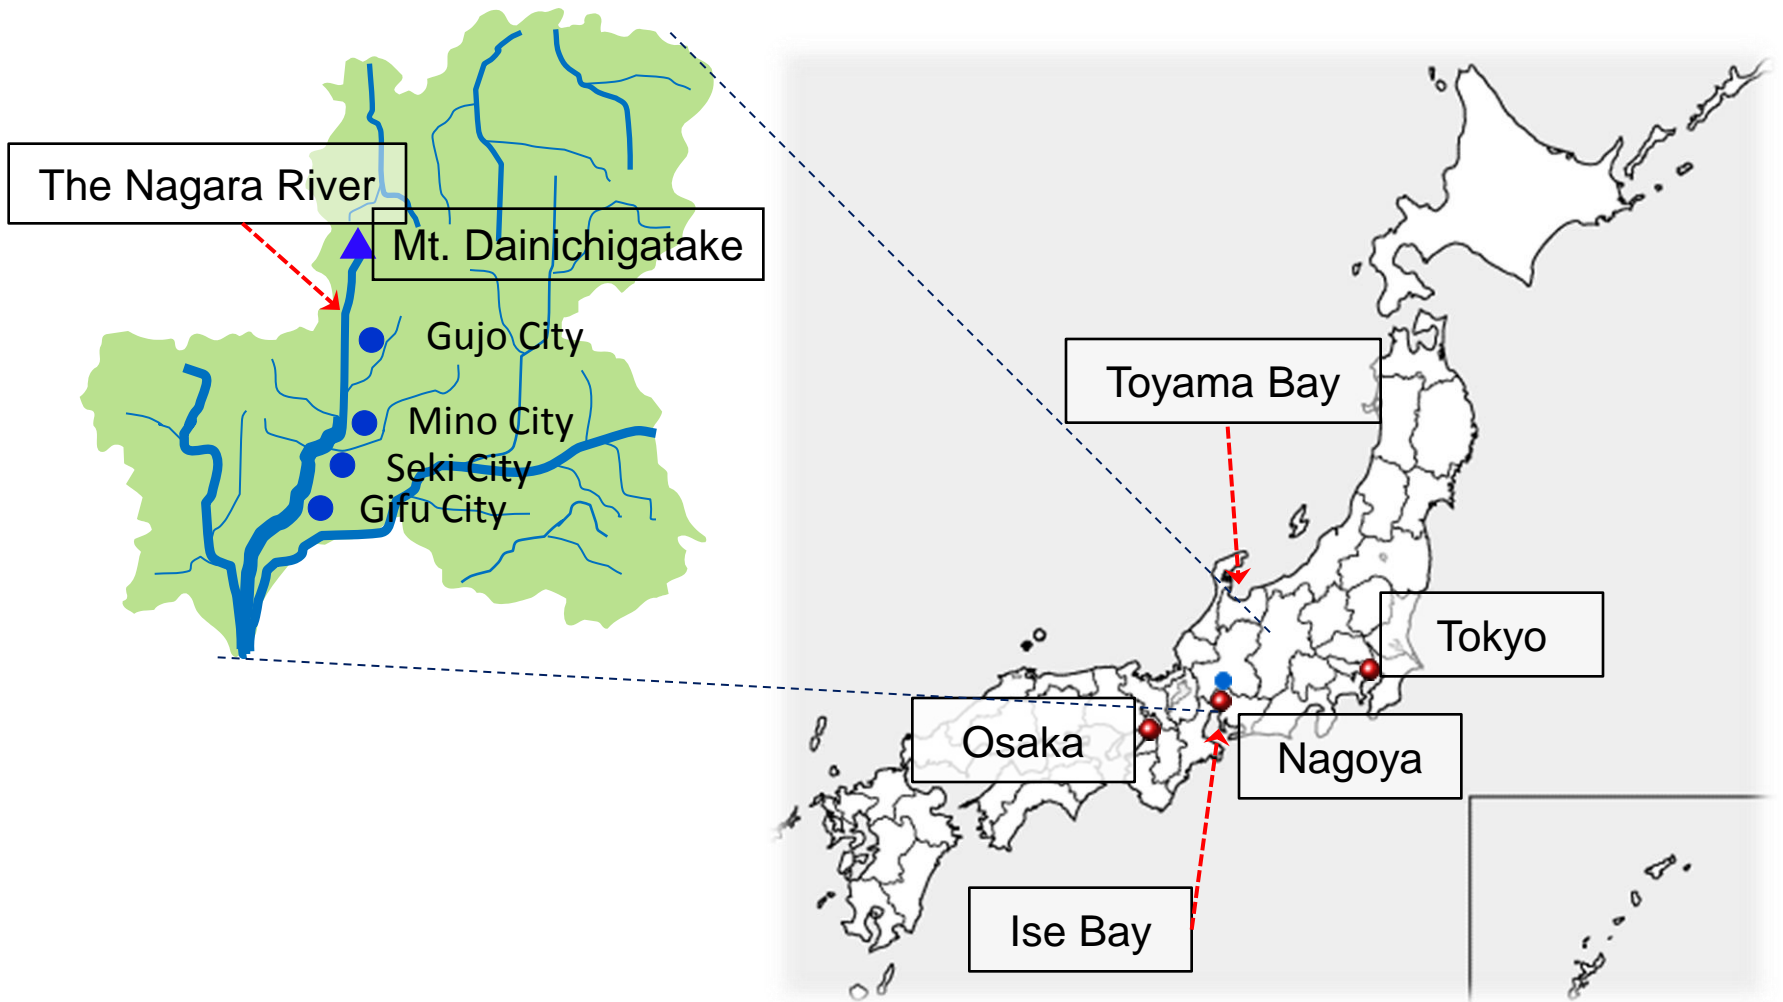 The Nagara River
Mt. Dainichigatake
Gujo City
Mino City
Seki City
Gifu City
Toyama Bay
Tokyo
Osaka
Nagoya
Ise Bay